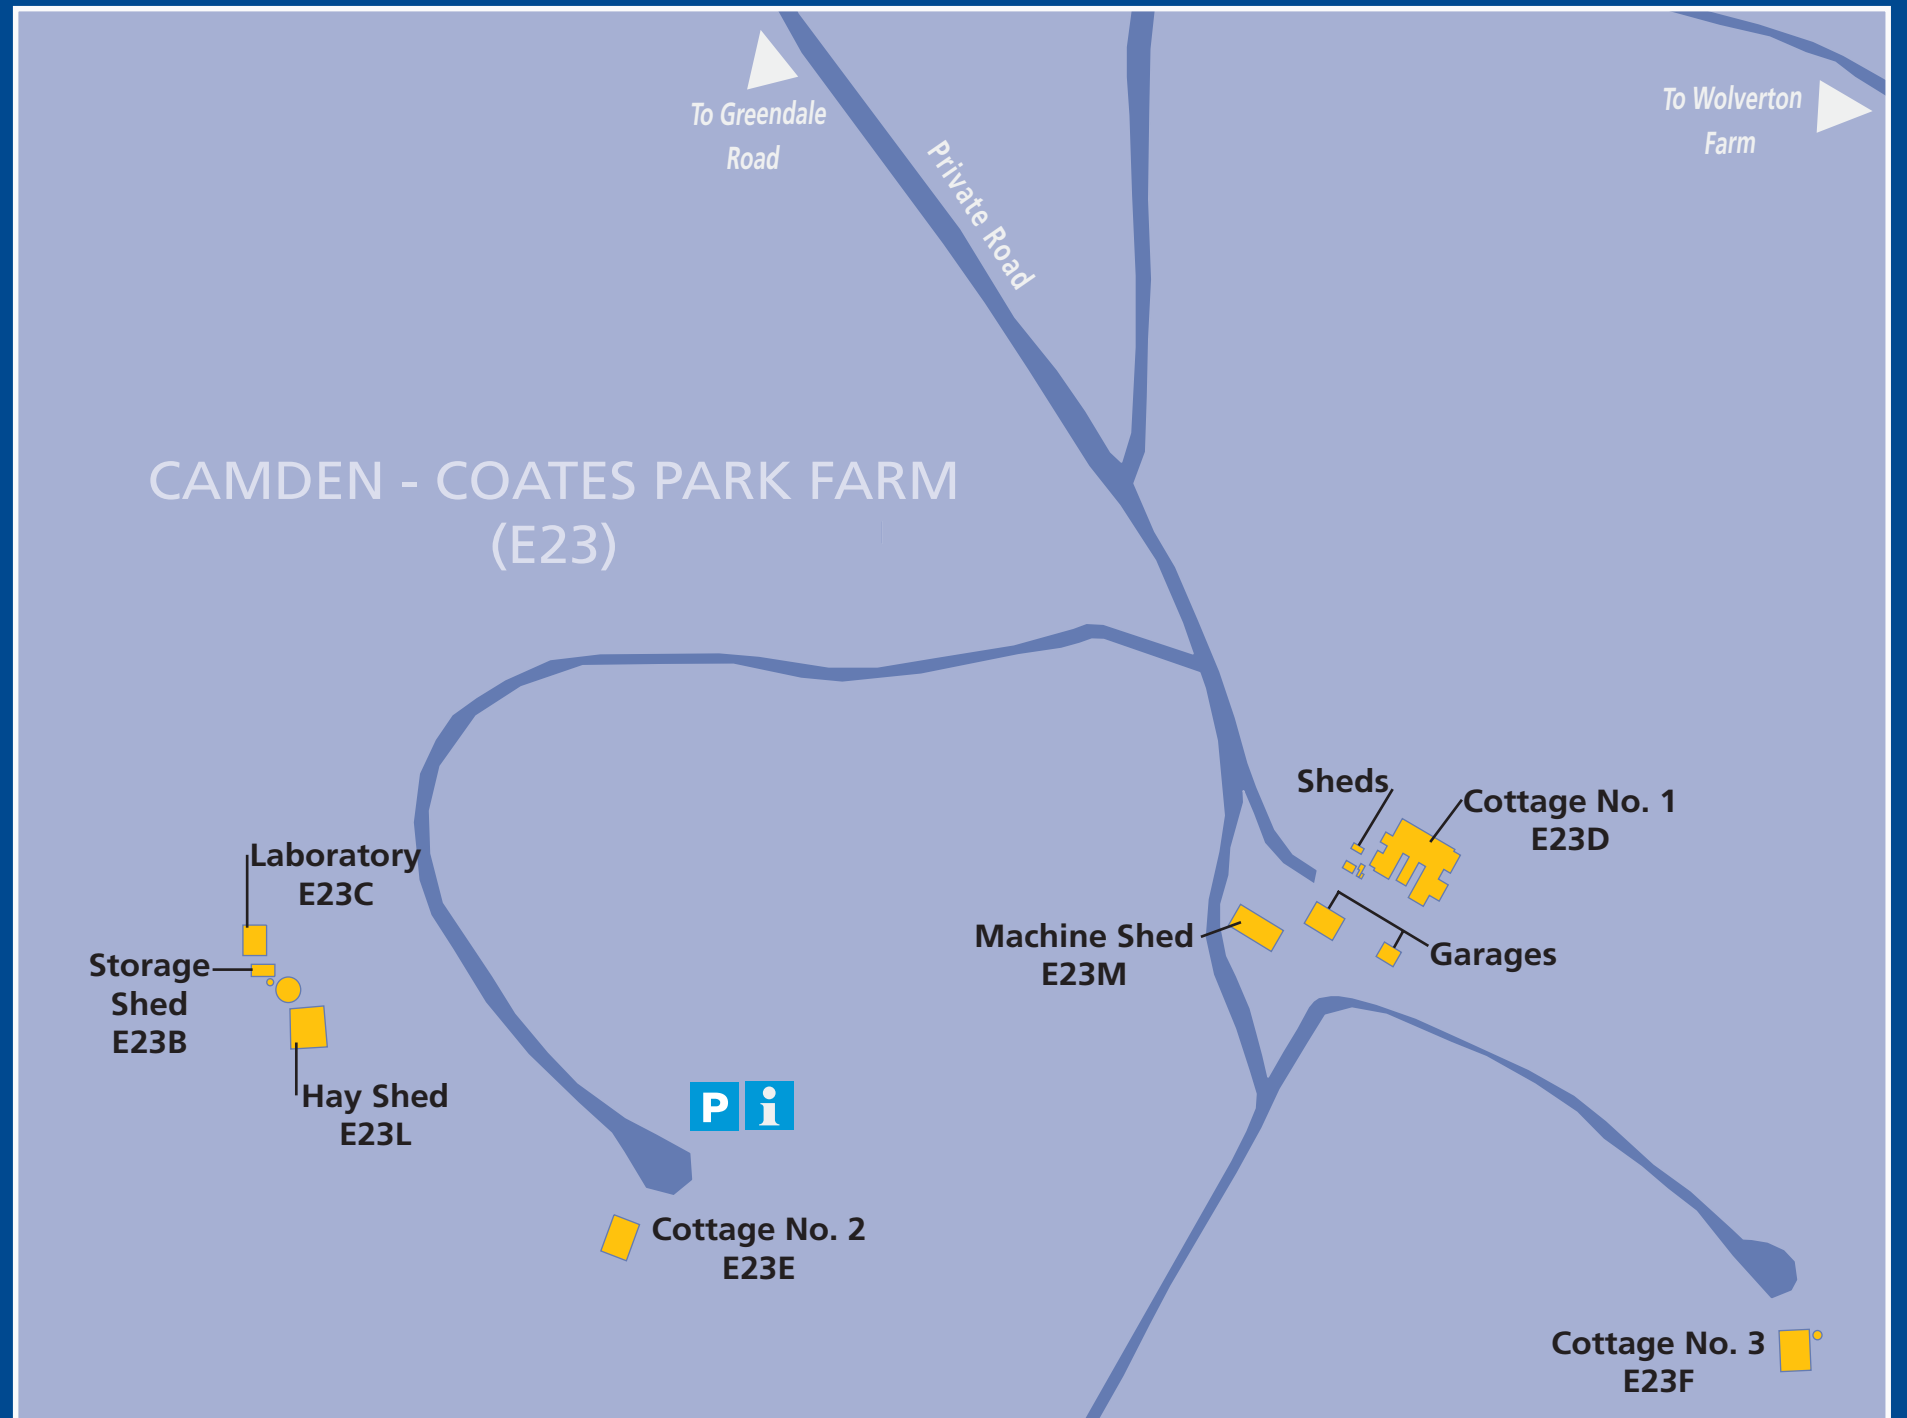 To Greendale
Road
To Wolverton
Farm
Private Road
CAMDEN - COATES PARK FARM
(E23)
Sheds
Cottage No. 1
E23D
Laboratory
E23C
Machine Shed
E23M
Garages
Storage
Shed
E23B
Hay Shed
E23L
P i
Cottage No. 2
E23E
Cottage No. 3
E23F